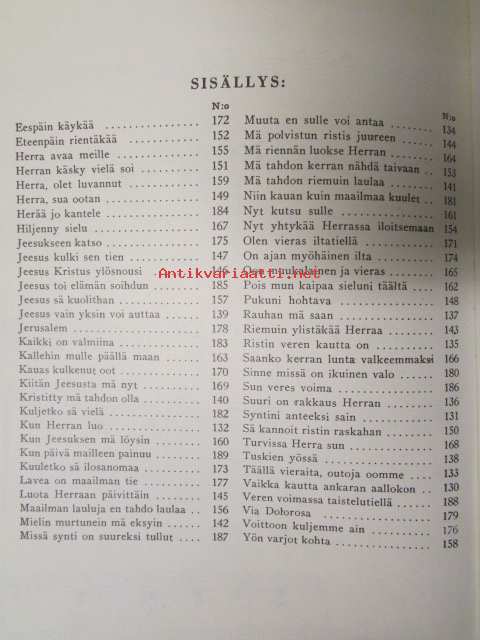 SISÄLLYS:
N:o
Eespäin käykää 172
Eteenpäin rientäkää 152
Herra avaa meille 155
Herran käsky vielä soi 151
Herra, olet luvannut 159
Herra, sua ootan 149
Herää jo kantele 184
Hiljenny sielu 167
Jeesukseen katso 175
Jeesus kulki sen tien 147
Jeesus Kristus ylösnousi 146
Jeesus toi elämän soihdun 185
Jeesus sä kuolithan 157
Jeesus vain yksin voi auttaa 139
Jerusalem 178
Kaikki on valmiina 183
Kallehin mulle päällä maan 163
Kauas kulkenut oot 170
Kiitän Jeesusta mä nyt 169
Kristitty mä tahdon olla 140
Kuljetko sä vielä 182
Kun Herran luo 132
Kun Jeesuksen mä löysin 160
Kun päivä mailleen painuu 189
Kuuletko sä ilosanomaa 173
Lavea on maailman tie 177
Luota Herraan päivittäin 145
Maailman lauluja en tahdo laulaa 156
Mielin murtunein mä eksyin 142
Missä synti on suureksi tullut 187
N:o
Muuta en sulle voi antaa 134
Mä polvistun ristis juureen 144
Mä riennän luokse Herran 164
Mä tahdon kerran nähdä taivaan 153
Mä tahdon riemuin laulaa 141
Niin kauan kuin maailmaa kuulet 181
Nyt kutsu sulle 161
Nyt yhtykää Herrassa iloitsemaan 154
Olen vieras iltatiellä 171
On ajan myöhäinen ilta 174
Oon muukalainen ja vieras 165
Pois mun kaipaa sieluni täältä 162
Pukuni hohtava 148
Rauhan mä saan 137
Riemuin ylistäkää Herraa 143
Ristin veren kautta on 135
Saanko kerran lunta valkeemmaksi 166
Sinne missä on ikuinen valo 180
Sun veres voima 186
Suuri on rakkaus Herran 136
Syntini anteeksi sain 131
Sä kannoit ristin raskahan 150
Turvissa Herra sun 168
Tuskien yössä 138
Täällä vieraita, outoja oomme 133
Vaikka kautta ankaran aallokon 130
Veren voimassa taistelutiellä 188
Via Dolorosa 179
Voittoon kuljemme ain 176
Yön varjot kohta 158
Antikvariaatti.net